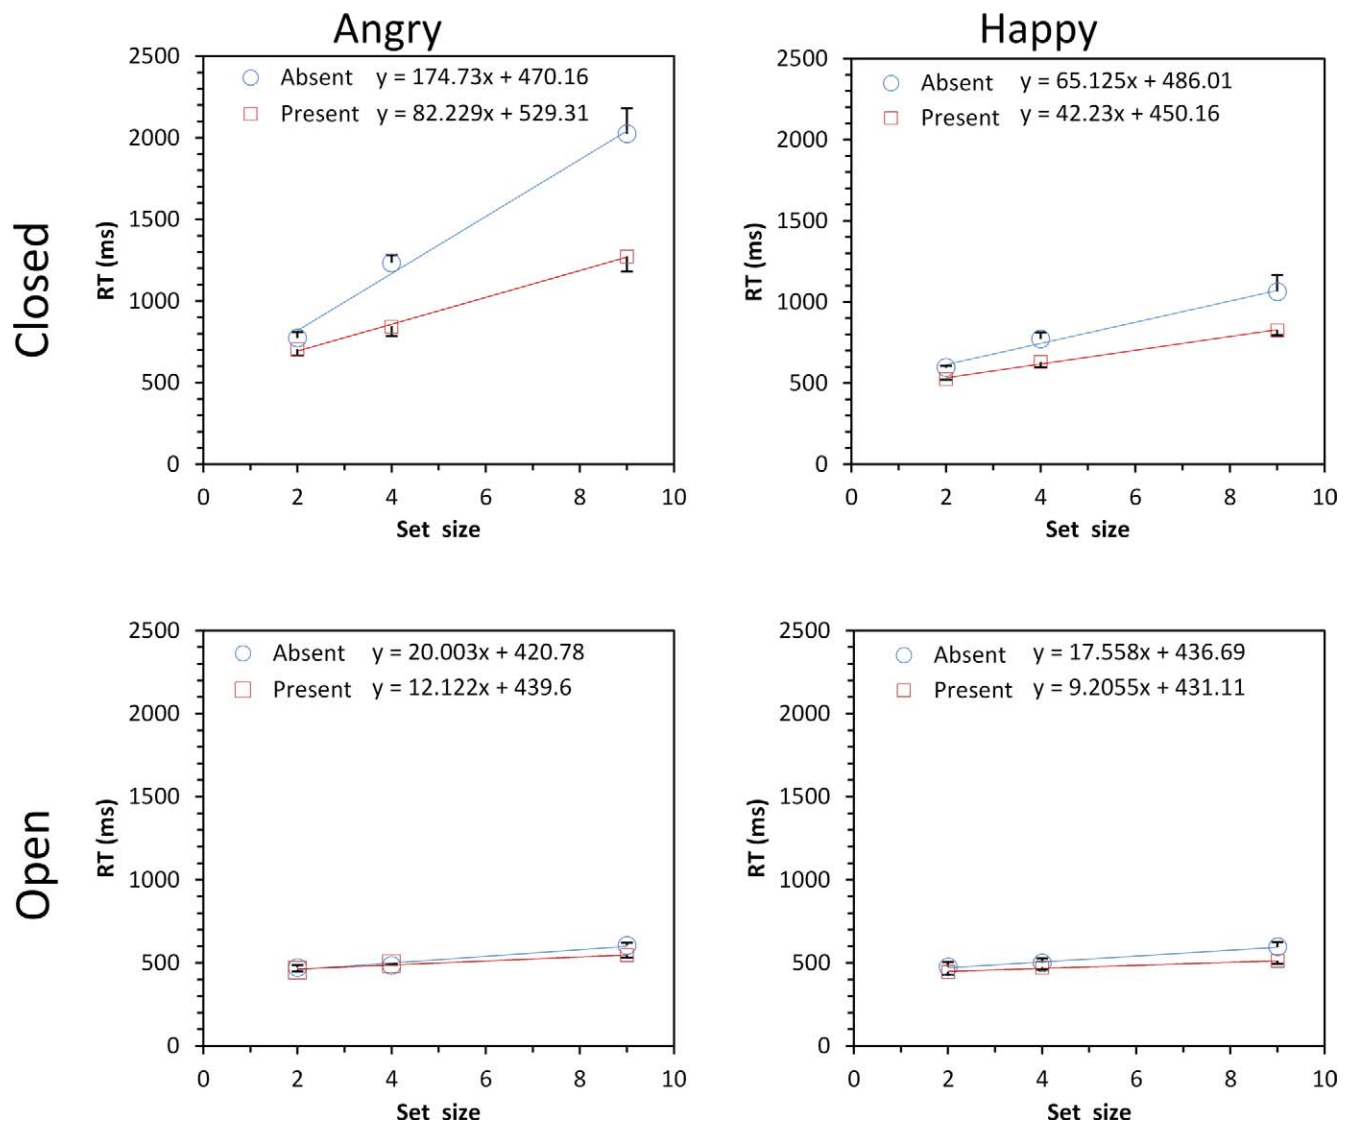 Angry
Happy
Closed
2500
2000
1500
1000
500
0
RT (ms)
Absent y = 174.73x + 470.16
Present y = 82.229x + 529.31
0 2 4 6 8 10
Set size
2500
2000
1500
1000
500
0
RT (ms)
Absent y = 65.125x + 486.01
Present y = 42.23x + 450.16
0 2 4 6 8 10
Set size
Open
2500
2000
1500
1000
500
0
RT (ms)
Absent y = 20.003x + 420.78
Present y = 12.122x + 439.6
0 2 4 6 8 10
Set size
2500
2000
1500
1000
500
0
RT (ms)
Absent y = 17.558x + 436.69
Present y = 9.2055x + 431.11
0 2 4 6 8 10
Set size